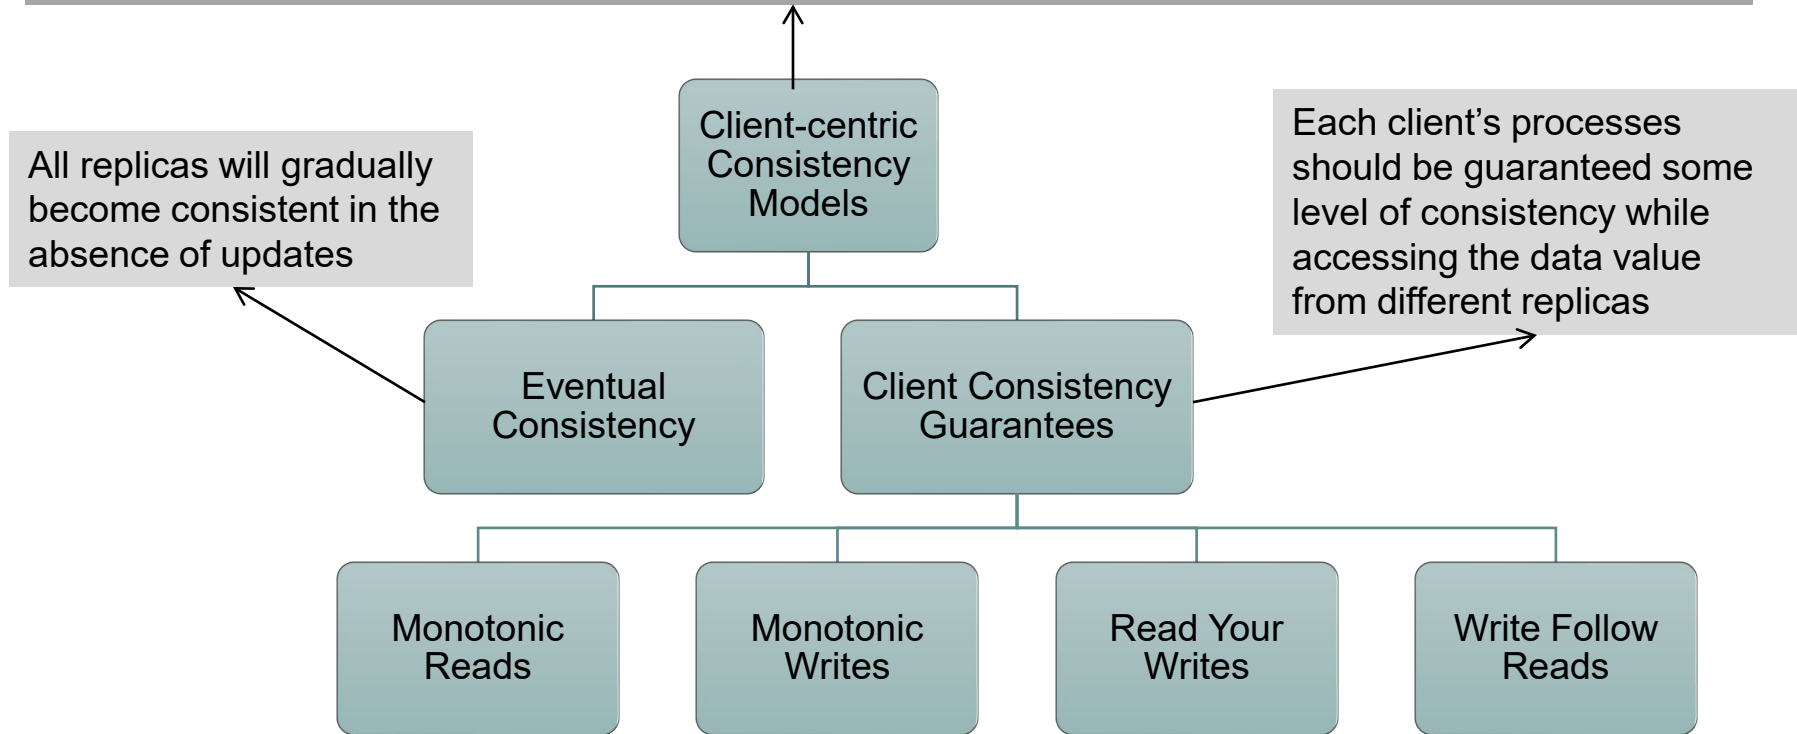 Client-centric
Consistency
Models
All replicas will gradually
become consistent in the
absence of updates
Each client’s processes
should be guaranteed some
level of consistency while
accessing the data value
from different replicas
Eventual
Consistency
Client Consistency
Guarantees
Monotonic
Reads
Monotonic
Writes
Read Your
Writes
Write Follow
Reads